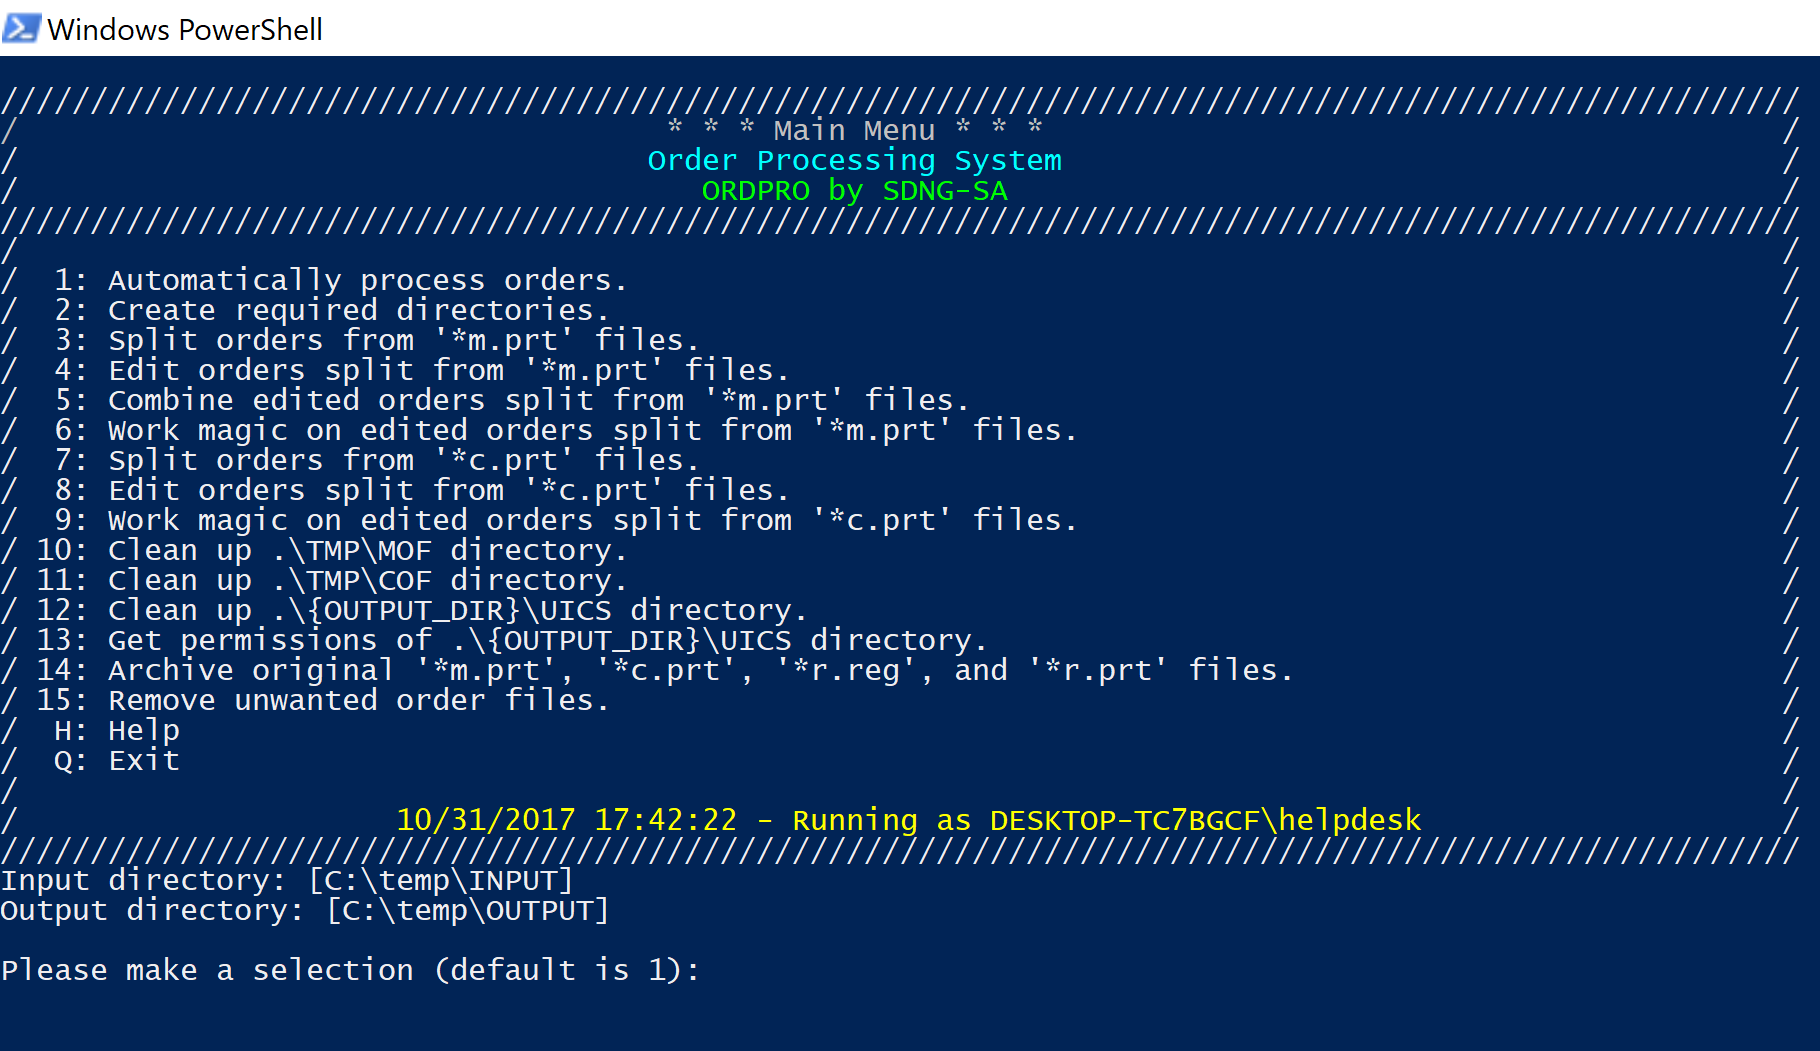 Windows PowerShell
////////////////////////////////////////////////////////////////////////////////////////////////////
/ * * * Main Menu * * * /
/ Order Processing System /
/ ORDPRO by SDNG-SA /
////////////////////////////////////////////////////////////////////////////////////////////////////
/ /
/ 1: Automatically process orders. /
/ 2: Create required directories. /
/ 3: Split orders from '*m.prt' files. /
/ 4: Edit orders split from '*m.prt' files. /
/ 5: Combine edited orders split from '*m.prt' files. /
/ 6: Work magic on edited orders split from '*m.prt' files. /
/ 7: Split orders from '*c.prt' files. /
/ 8: Edit orders split from '*c.prt' files. /
/ 9: Work magic on edited orders split from '*c.prt' files. /
/ 10: Clean up .\TMP\MOF directory. /
/ 11: Clean up .\TMP\COF directory. /
/ 12: Clean up .\{OUTPUT_DIR}\UICS directory. /
/ 13: Get permissions of .\{OUTPUT_DIR}\UICS directory. /
/ 14: Archive original '*m.prt', '*c.prt', '*r.reg', and '*r.prt' files. /
/ 15: Remove unwanted order files. /
/ H: Help /
/ Q: Exit /
/ /
/ 10/31/2017 17:42:22 - Running as DESKTOP-TC7BGCF\helpdesk /
////////////////////////////////////////////////////////////////////////////////////////////////////
Input directory: [C:\temp\INPUT]
Output directory: [C:\temp\OUTPUT]
Please make a selection (default is 1):